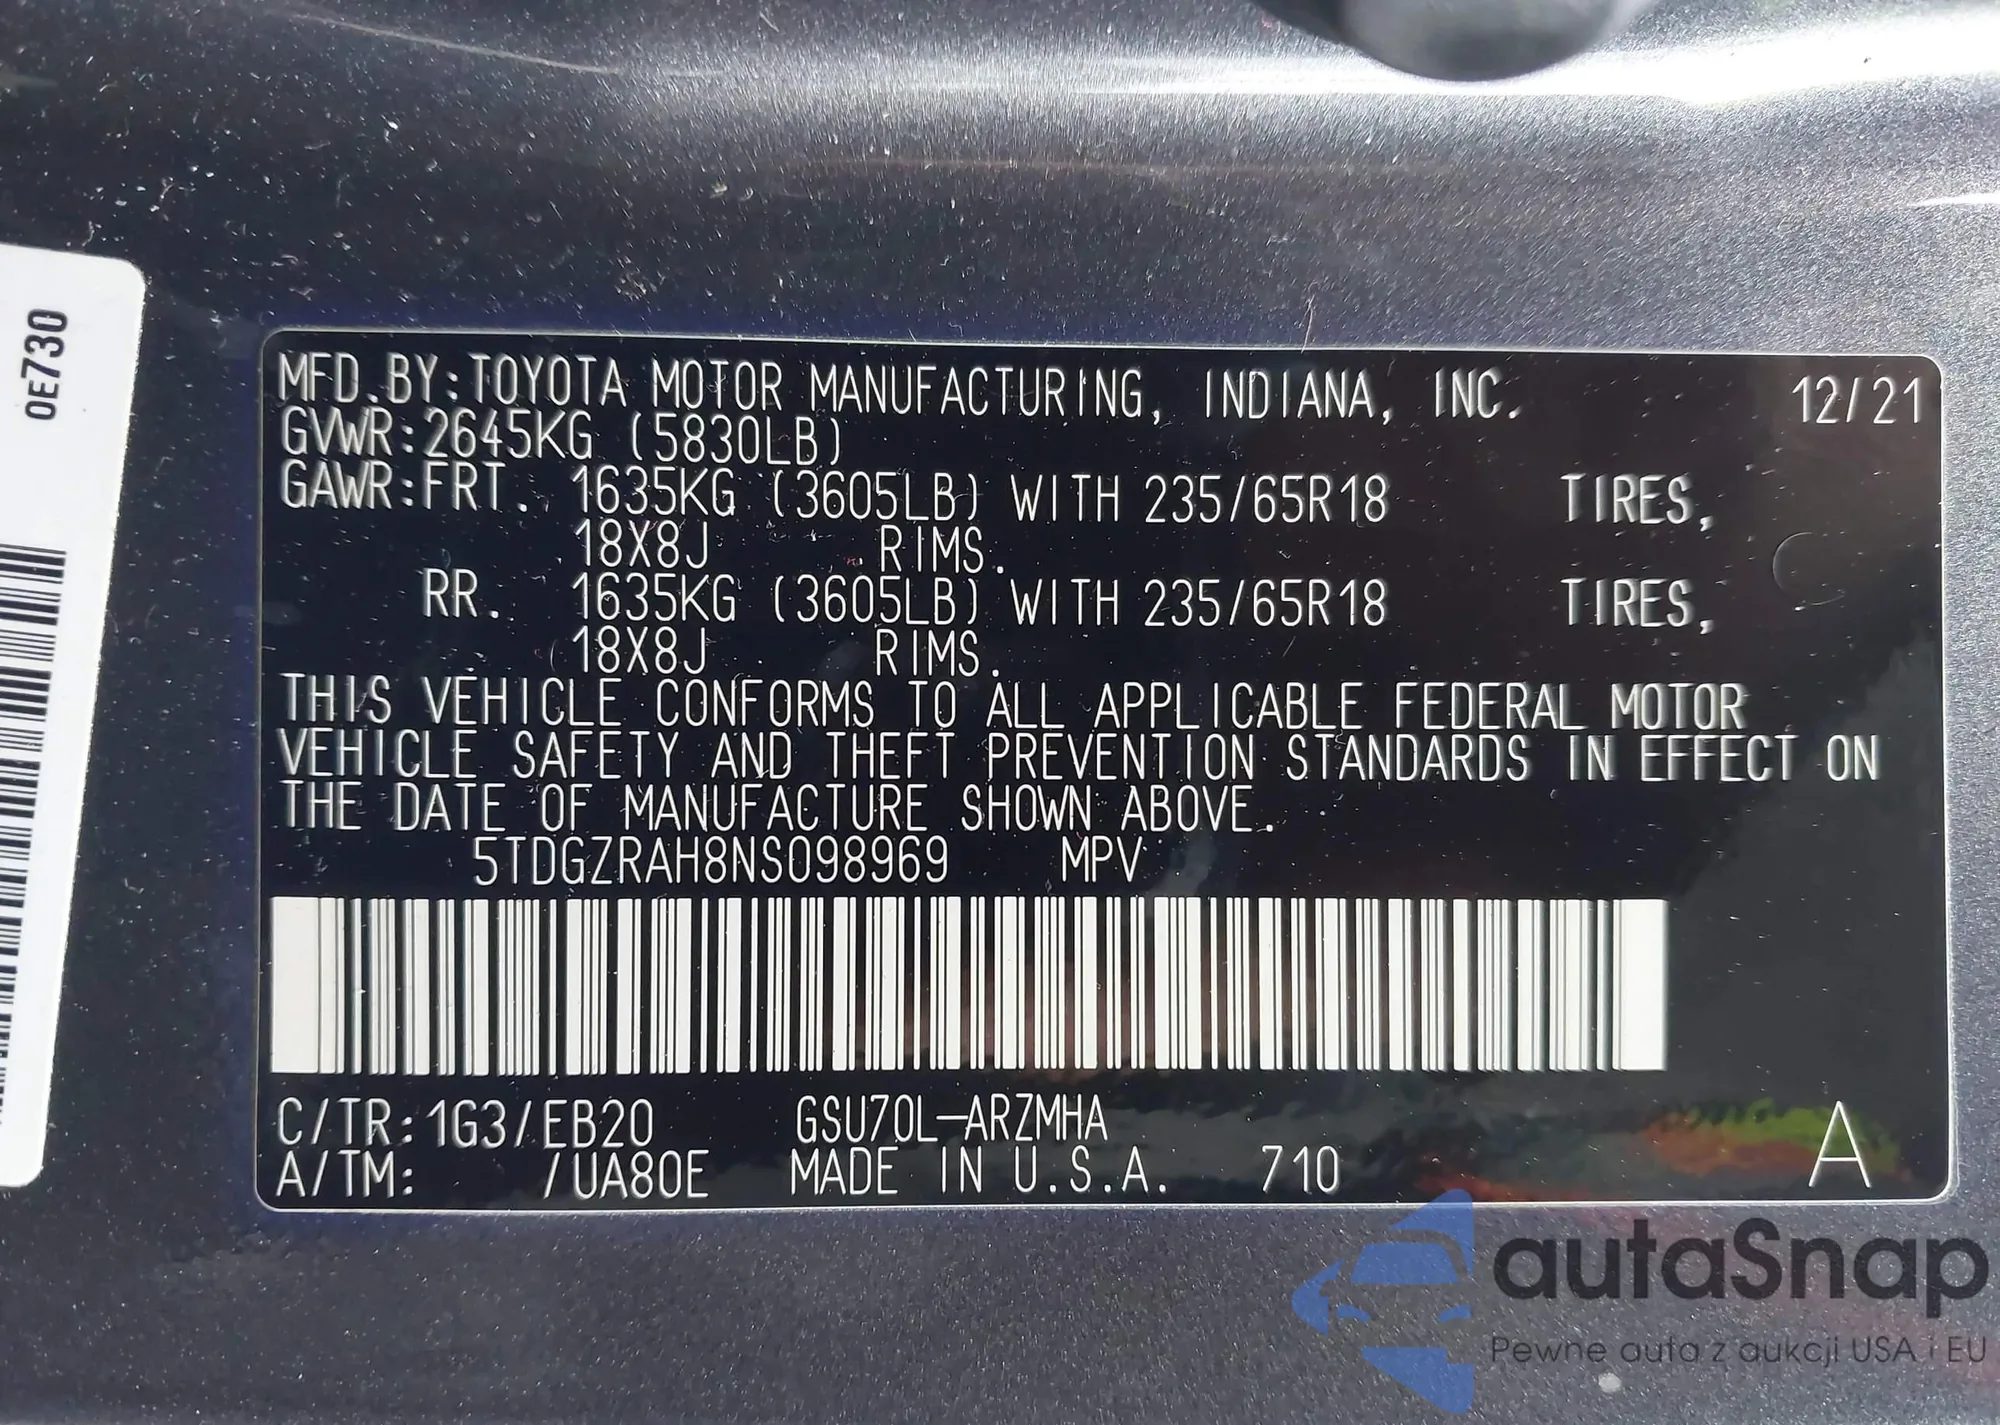 OE730
MFD.BY:TOYOTA MOTOR MANUFACTURING, INDIANA, INC. 12/21
GVWR:2645KG (5830LB)
GAWR:FRT. 1635KG (3605LB) WITH 235/65R18 TIRES,
18X8J RIMS.
RR. 1635KG (3605LB) WITH 235/65R18 TIRES,
18X8J RIMS.
THIS VEHICLE CONFORMS TO ALL APPLICABLE FEDERAL MOTOR
VEHICLE SAFETY AND THEFT PREVENTION STANDARDS IN EFFECT ON
THE DATE OF MANUFACTURE SHOWN ABOVE.
5TDGZRAH8NS098969 MPV
C/TR:1G3/EB20 GSU70L-ARZMHA
A/TM: /UA80E MADE IN U.S.A. 710 A
autaSnap
Pewne auta z aukcji USA i EU